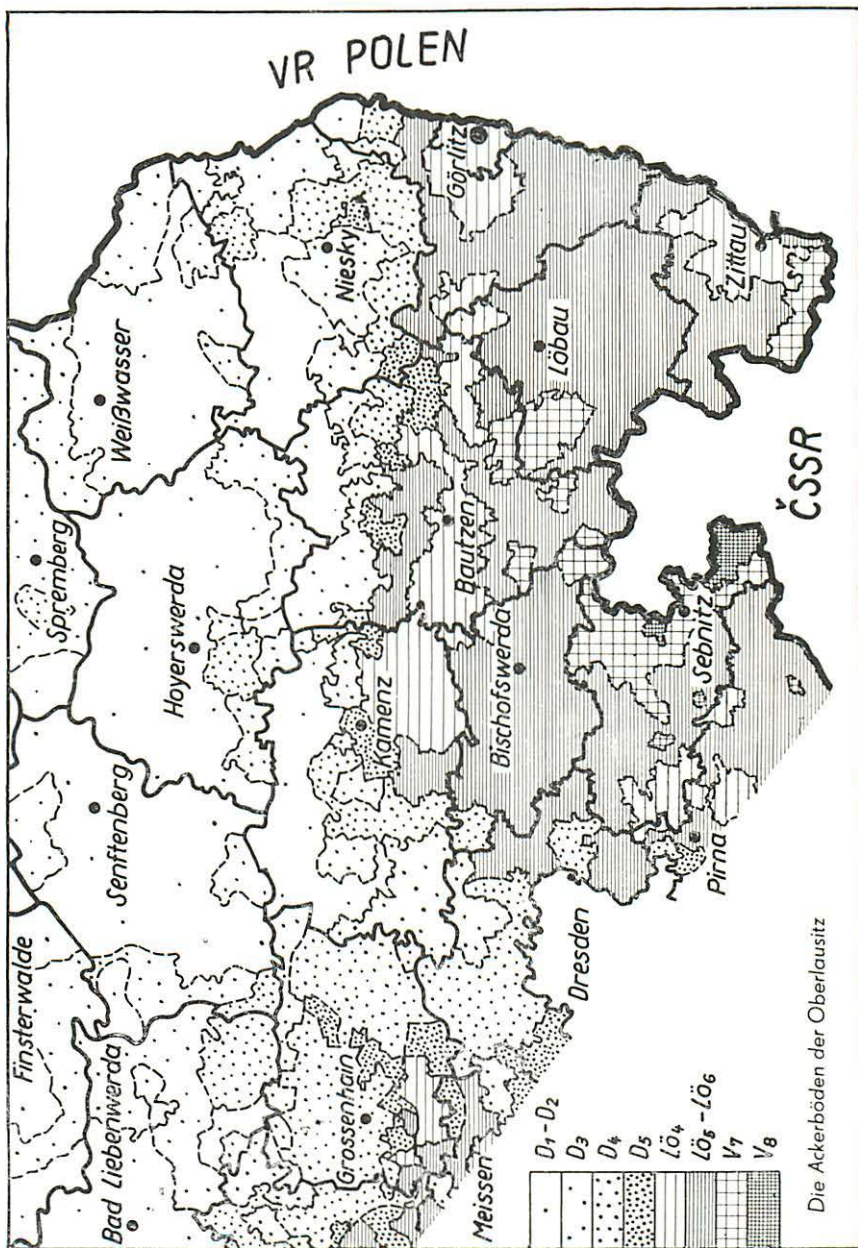 VR POLEN
Weißwasser
Niesky
Görlitz
Spremberg
Hoyerswerda
Bautzen
Löbau
Zittau
Senftenberg
Kamenz
Bischofswerda
Sebnitz
ČSSR
Finsterwalde
Bad Liebenwerda
Grossenhain
Meissen
Dresden
Pirna
D₁-D₂
D₃
D₄
D₅
Lö₄
Lö₅-Lö₆
V₇
V₈
Die Ackerböden der Oberlausitz